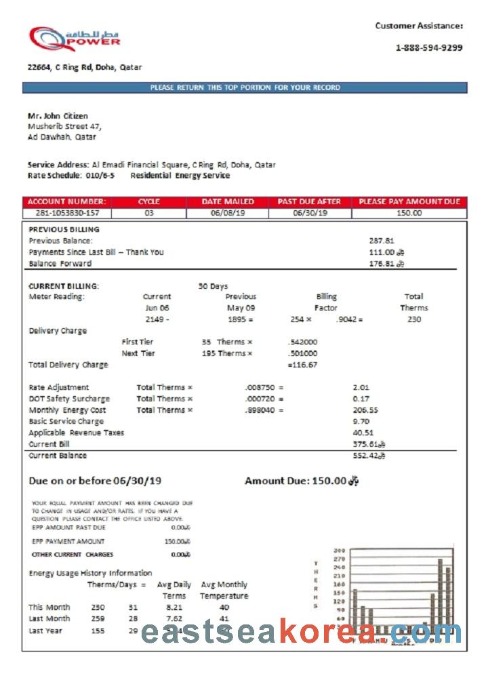 قطر للطاقة
QPOWER
Customer Assistance:
1-888-594-9299
22664, C Ring Rd, Doha, Qatar
PLEASE RETURN THIS TOP PORTION FOR YOUR RECORD
Mr. John Citizen
Musherib Street 47,
Ad Dawhah, Qatar
Service Address: Al Emadi Financial Square, C Ring Rd, Doha, Qatar
Rate Schedule: 010/6-5 Residential Energy Service
ACCOUNT NUMBER: CYCLE DATE MAILED PAST DUE AFTER PLEASE PAY AMOUNT DUE
281-1053830-157 03 06/08/19 06/30/19 150.00
PREVIOUS BILLING
Previous Balance: 287.81
Payments Since Last Bill -- Thank You 111.00
Balance Forward 176.81
CURRENT BILLING: 30 Days
Meter Reading: Current Previous Billing Total
Jun 06 May 09 Factor Therms
2149 - 1895 = 254 × .9042 = 230
Delivery Charge
First Tier 35 Therms × .542000
Next Tier 195 Therms × .501000
Total Delivery Charge =116.67
Rate Adjustment Total Therms × .008750 = 2.01
DOT Safety Surcharge Total Therms × .000720 = 0.17
Monthly Energy Cost Total Therms × .898040 = 206.55
Basic Service Charge 9.70
Applicable Revenue Taxes 40.51
Current Bill 375.61
Current Balance 552.42
Due on or before 06/30/19 Amount Due: 150.00
YOUR EQUAL PAYMENT AMOUNT HAS BEEN CHANGED DUE
TO CHANGE IN USAGE AND/OR RATES. IF YOU HAVE A
QUESTION PLEASE CONTACT THE OFFICE LISTED ABOVE.
EPP AMOUNT PAST DUE 0.00
EPP PAYMENT AMOUNT 150.00
OTHER CURRENT CHARGES 0.00
Energy Usage History Information
Therms/Days = Avg Daily Avg Monthly
Terms Temperature
This Month 230 31 8.21 40
Last Month 259 28 7.62 41
Last Year 155 29
THERMS
300
270
240
210
180
150
120
90
60
30
eastseakorea.com